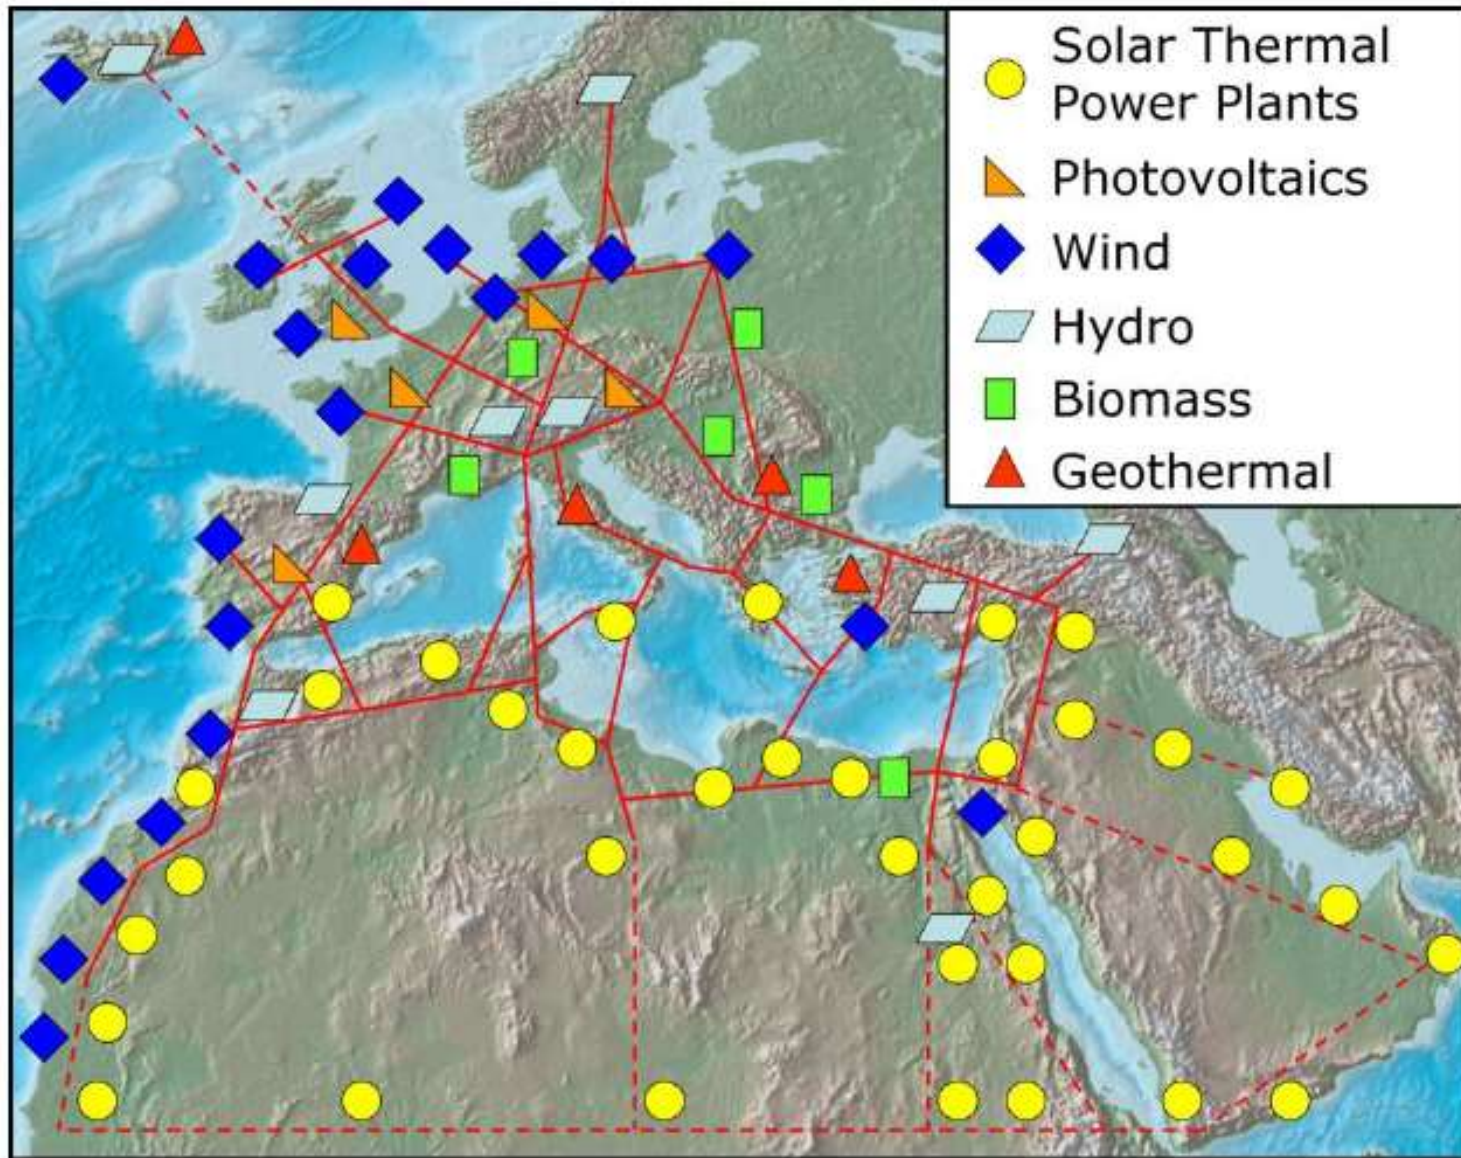 Solar Thermal
Power Plants
Photovoltaics
Wind
Hydro
Biomass
Geothermal